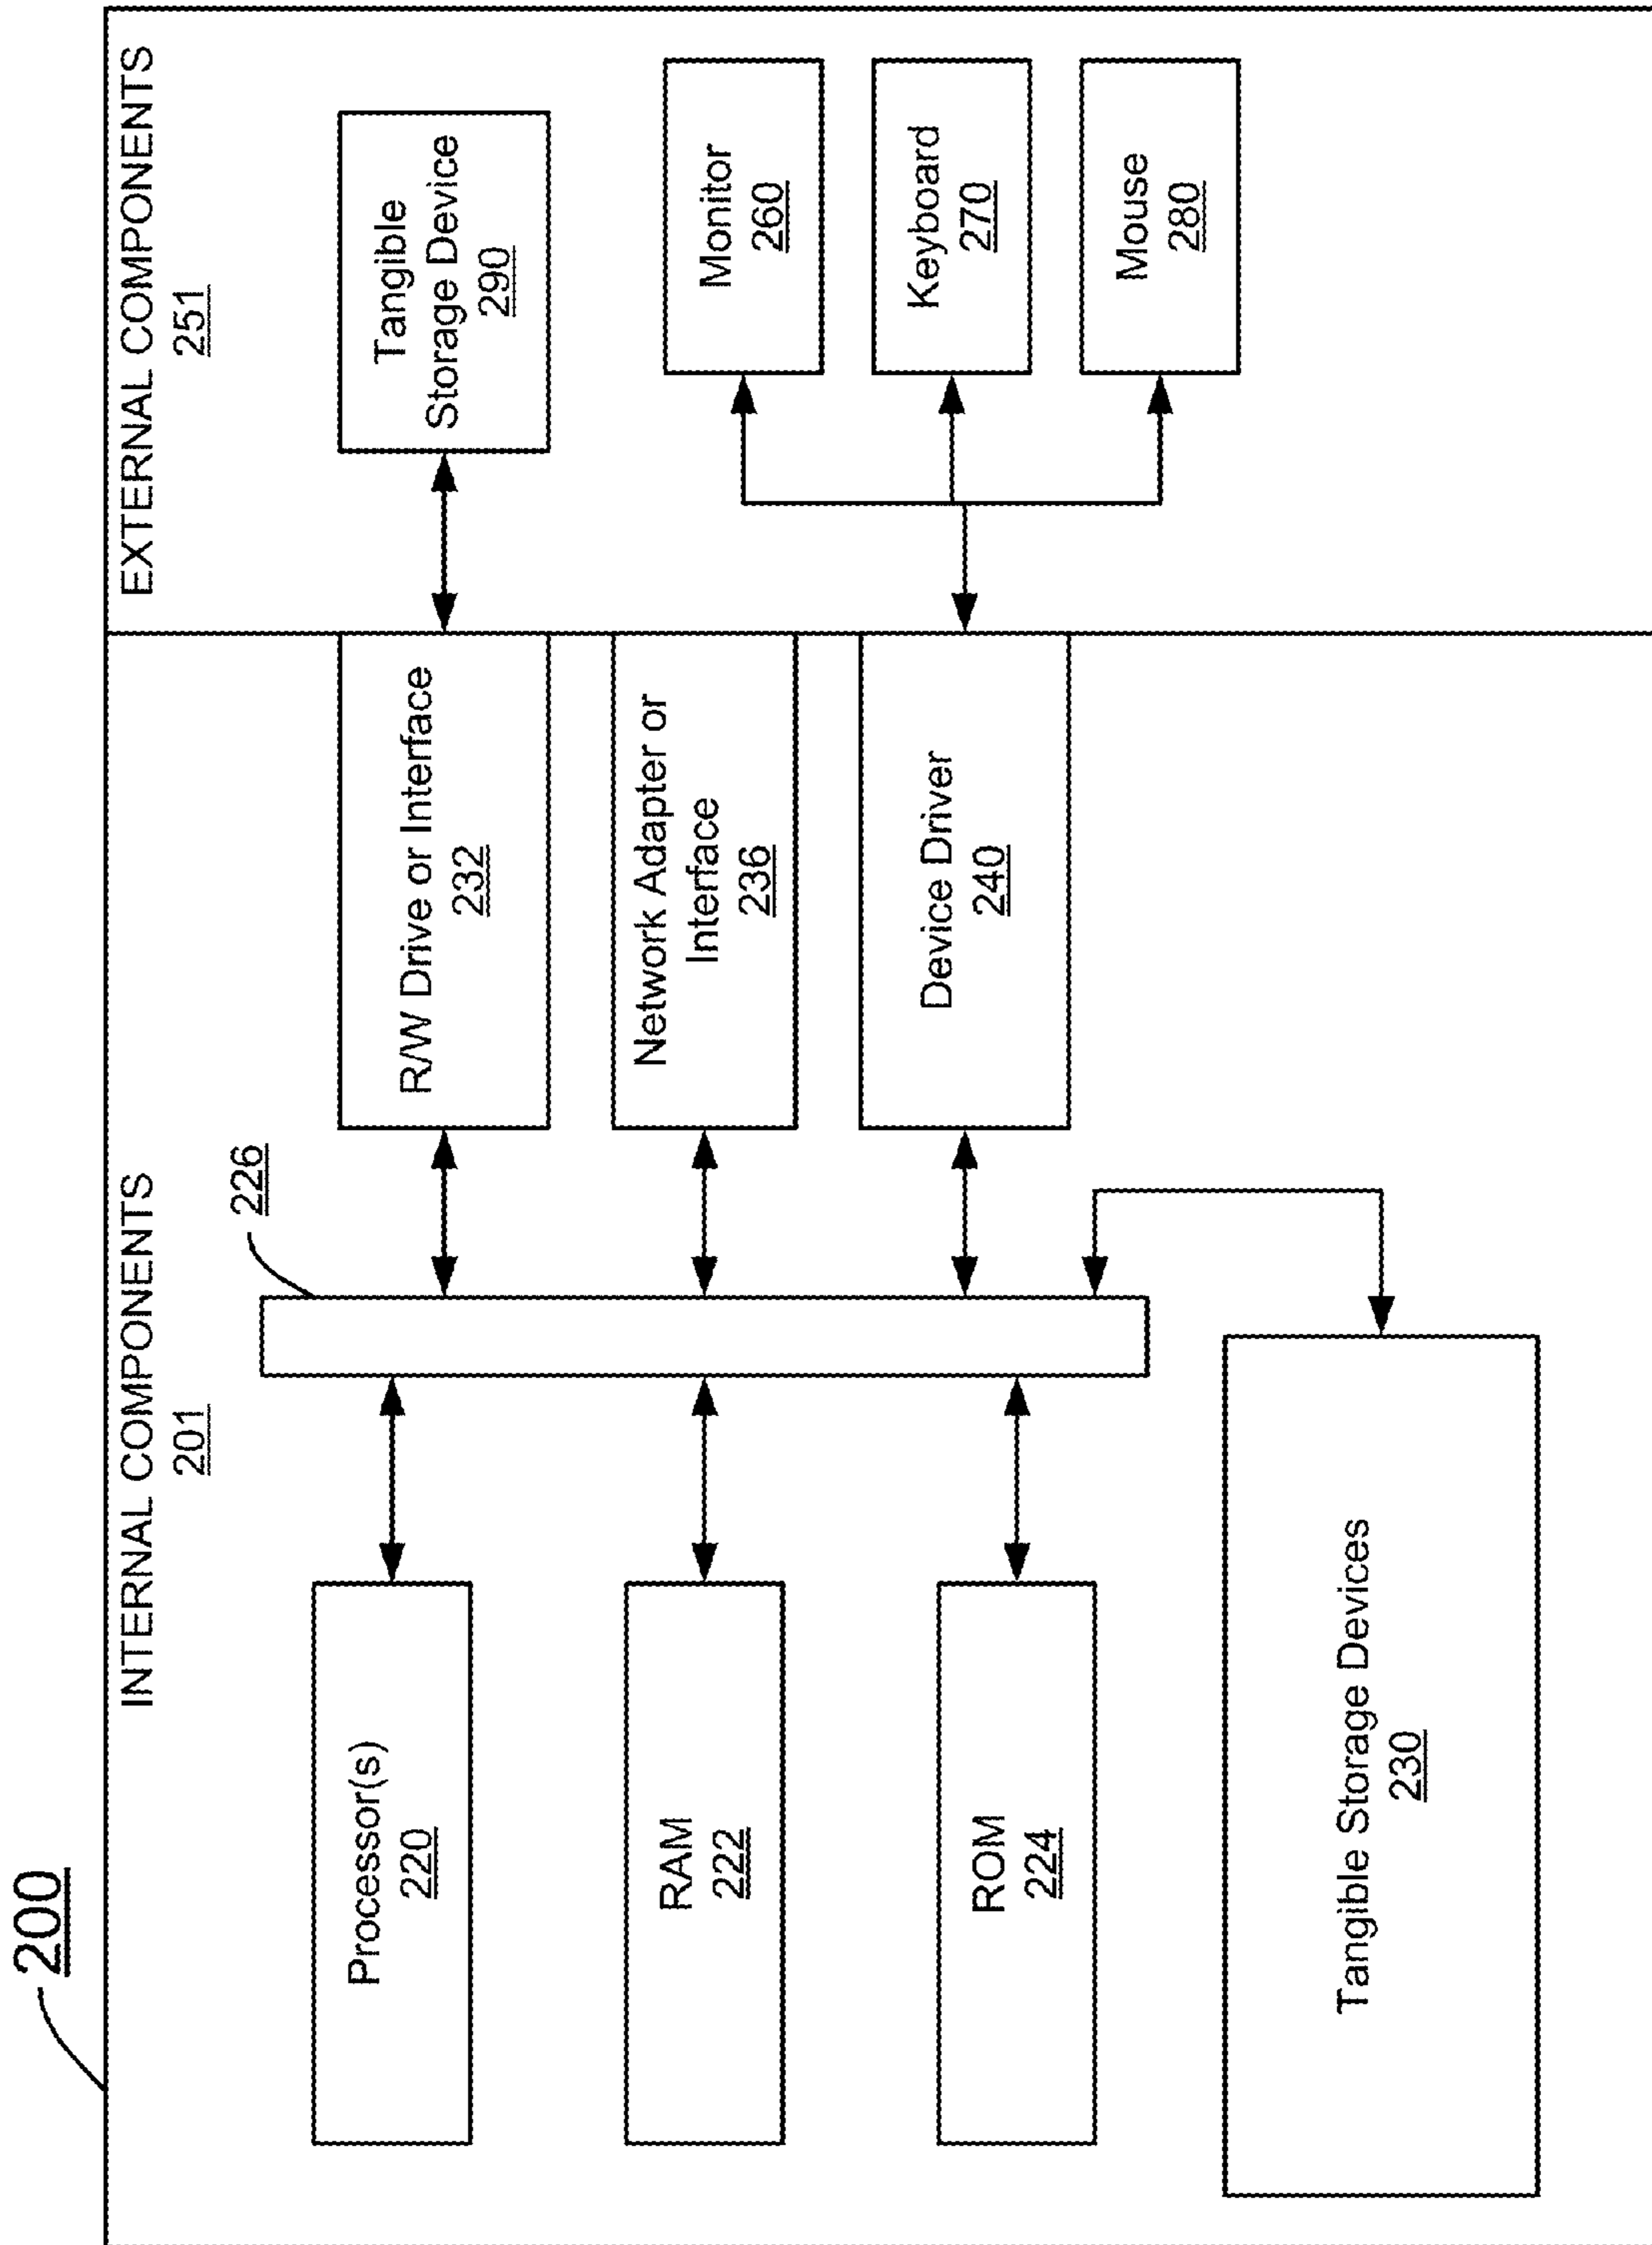 200
INTERNAL COMPONENTS
201
EXTERNAL COMPONENTS
251
226
Processor(s)
220
RAM
222
ROM
224
Tangible Storage Devices
230
R/W Drive or Interface
232
Network Adapter or
Interface
236
Device Driver
240
Tangible
Storage Device
290
Monitor
260
Keyboard
270
Mouse
280